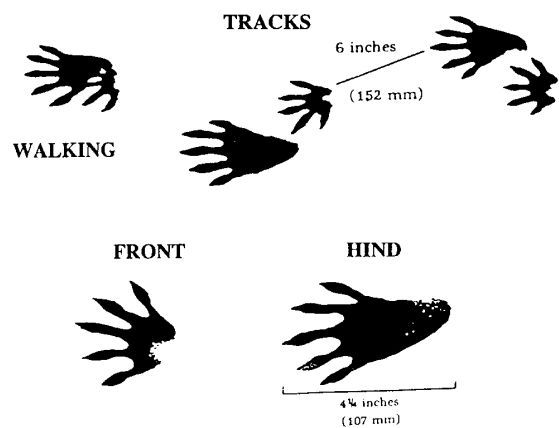 TRACKS
6 inches
(152 mm)
WALKING
FRONT
HIND
4¼ inches
(107 mm)